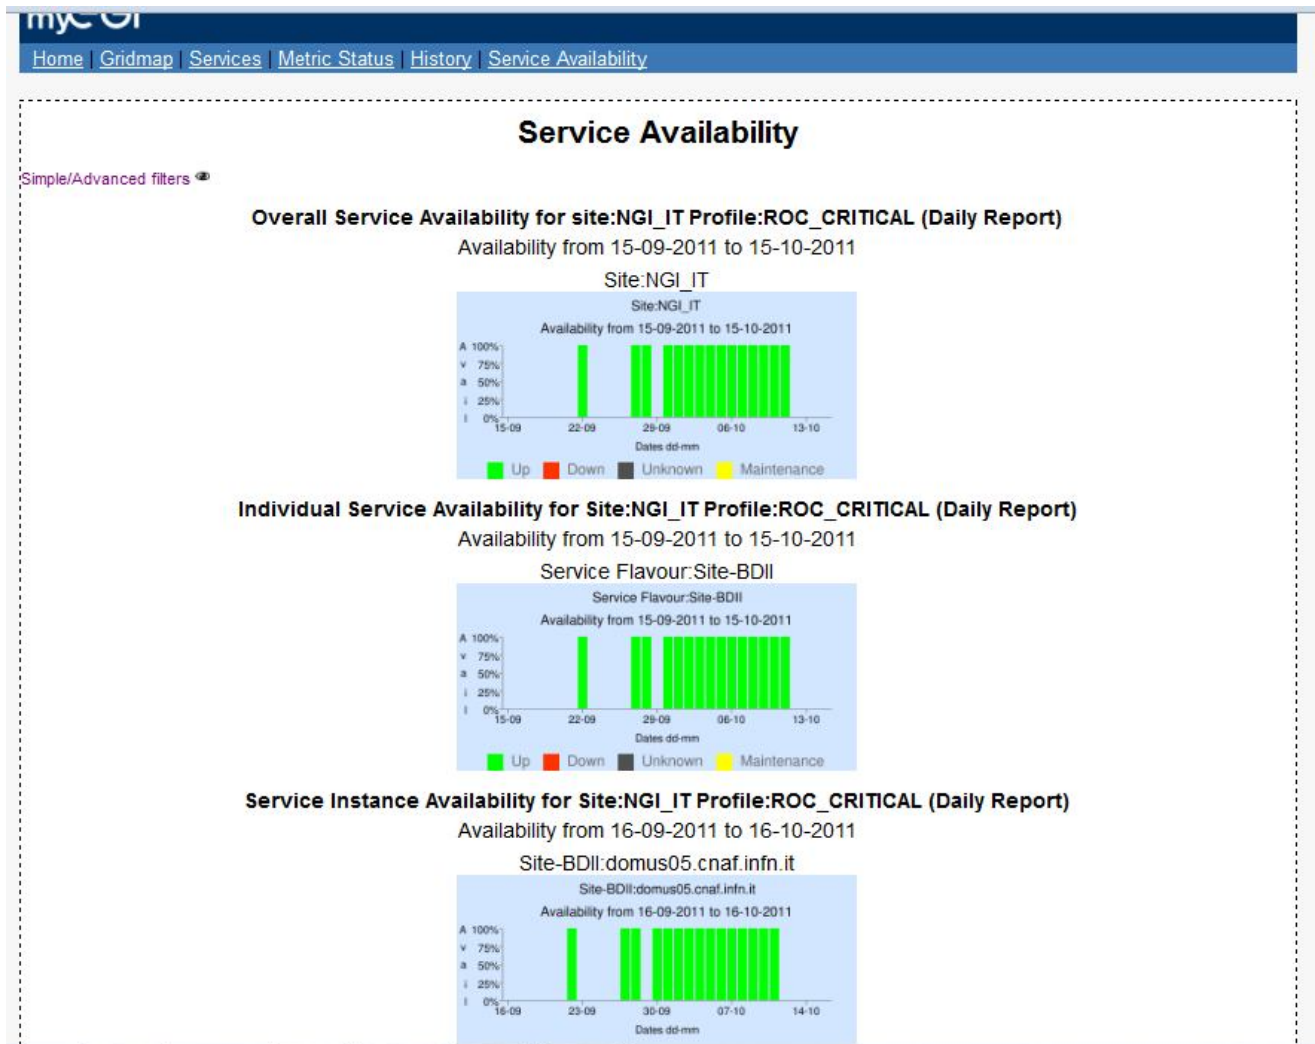 myEGI
Home | Gridmap | Services | Metric Status | History | Service Availability
Service Availability
Simple/Advanced filters
Overall Service Availability for site:NGI_IT Profile:ROC_CRITICAL (Daily Report)
Availability from 15-09-2011 to 15-10-2011
Site:NGI_IT
Site:NGI_IT
Availability from 15-09-2011 to 15-10-2011
A 100%
v 75%
a 50%
i 25%
l 0%
15-09 22-09 29-09 06-10 13-10
Dates dd-mm
Up Down Unknown Maintenance
Individual Service Availability for Site:NGI_IT Profile:ROC_CRITICAL (Daily Report)
Availability from 15-09-2011 to 15-10-2011
Service Flavour:Site-BDII
Service Flavour:Site-BDII
Availability from 15-09-2011 to 15-10-2011
A 100%
v 75%
a 50%
i 25%
l 0%
15-09 22-09 29-09 06-10 13-10
Dates dd-mm
Up Down Unknown Maintenance
Service Instance Availability for Site:NGI_IT Profile:ROC_CRITICAL (Daily Report)
Availability from 16-09-2011 to 16-10-2011
Site-BDII:domus05.cnaf.infn.it
Site-BDII:domus05.cnaf.infn.it
Availability from 16-09-2011 to 16-10-2011
A 100%
v 75%
a 50%
i 25%
l 0%
16-09 23-09 30-09 07-10 14-10
Dates dd-mm